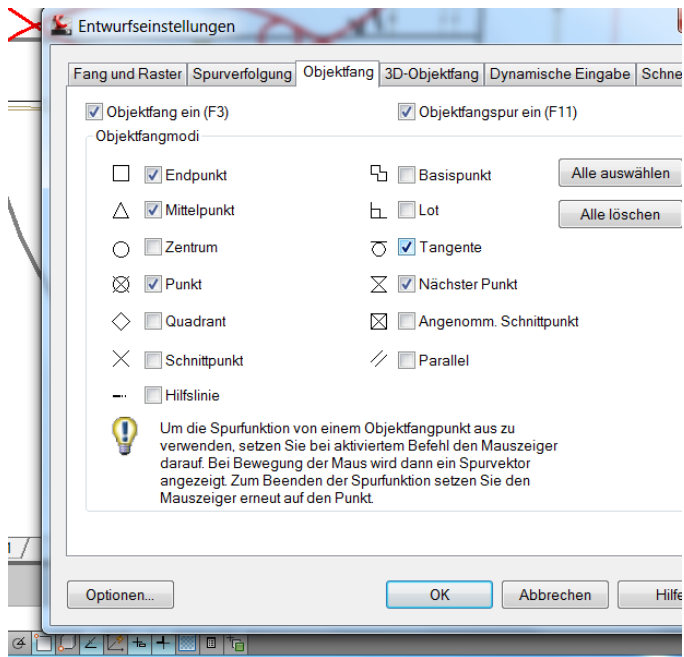 Entwurfseinstellungen
Fang und Raster Spurverfolgung Objektfang 3D-Objektfang Dynamische Eingabe
Objektfang ein (F3) Objektfangspur ein (F11)
Objektfangmodi
Endpunkt Basispunkt Alle auswählen
Mittelpunkt Lot Alle löschen
Zentrum Tangente
Punkt Nächster Punkt
Quadrant Angenomm. Schnittpunkt
Schnittpunkt Parallel
Hilfslinie
Um die Spurfunktion von einem Objektfangpunkt aus zu
verwenden, setzen Sie bei aktiviertem Befehl den Mauszeiger
darauf. Bei Bewegung der Maus wird dann ein Spurvektor
angezeigt. Zum Beenden der Spurfunktion setzen Sie den
Mauszeiger erneut auf den Punkt.
Optionen... OK Abbrechen Hilfe